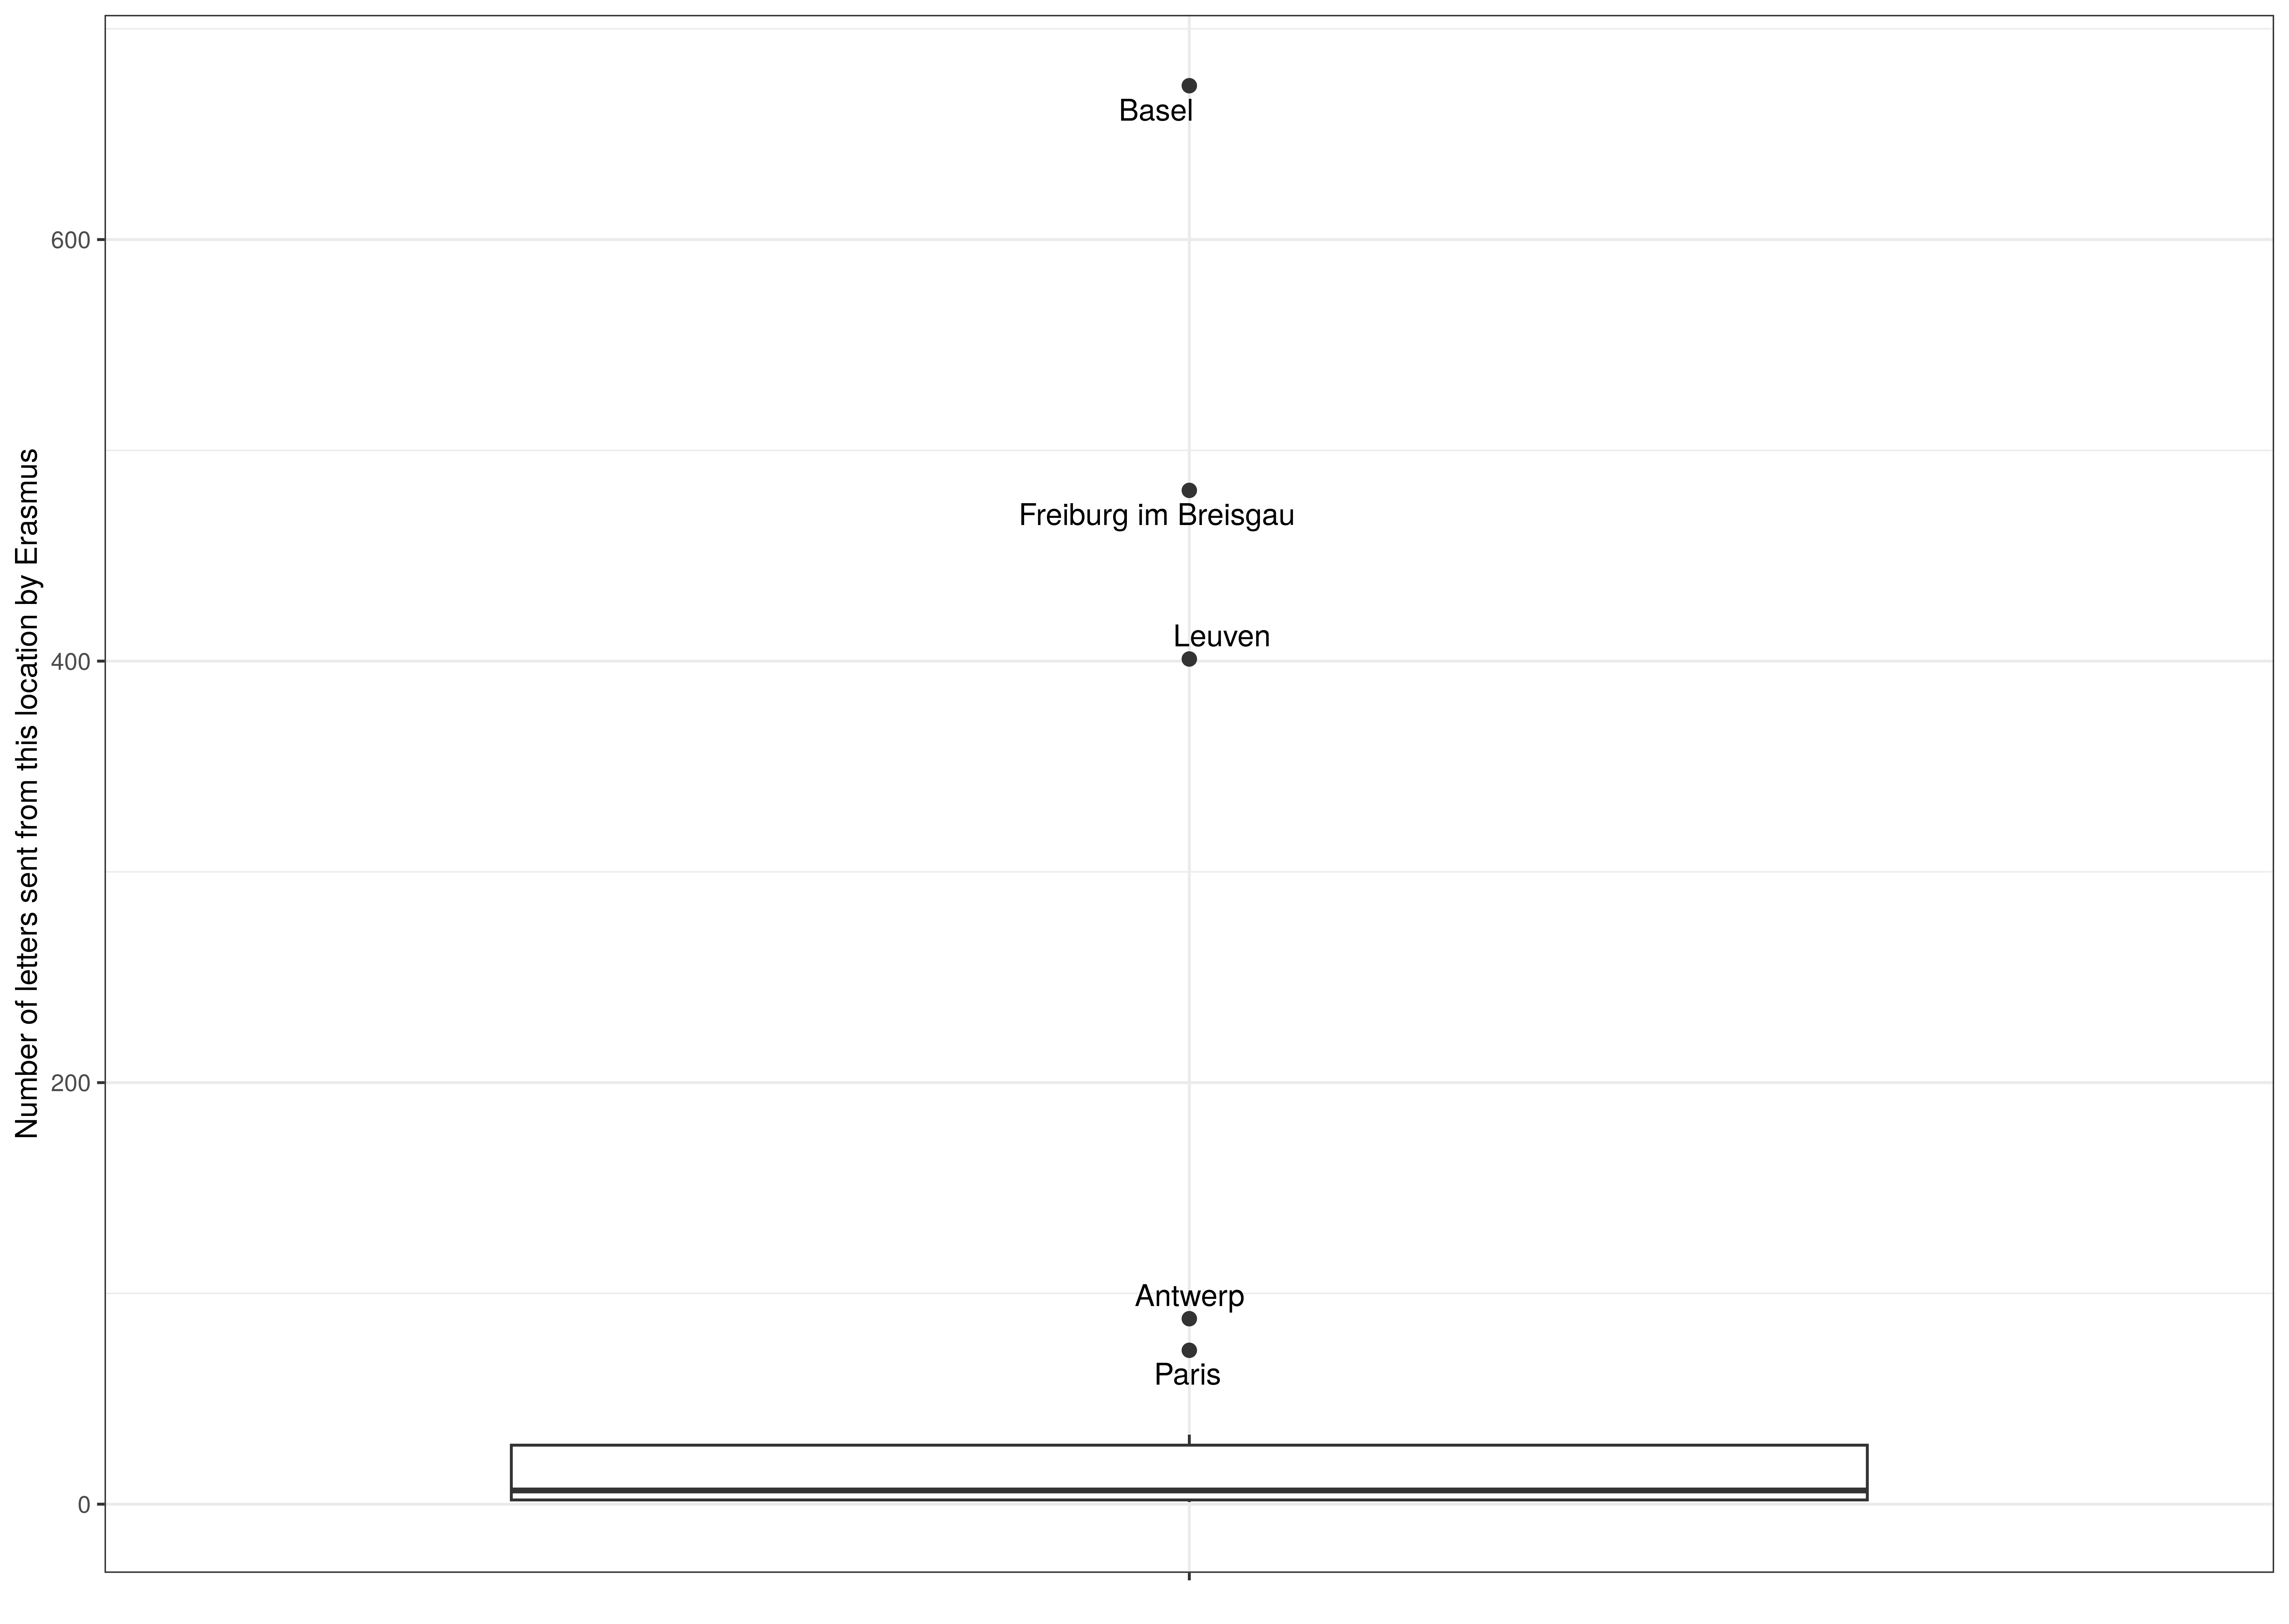 Number of letters sent from this location by Erasmus
600
400
200
0
Basel
Freiburg im Breisgau
Leuven
Antwerp
Paris